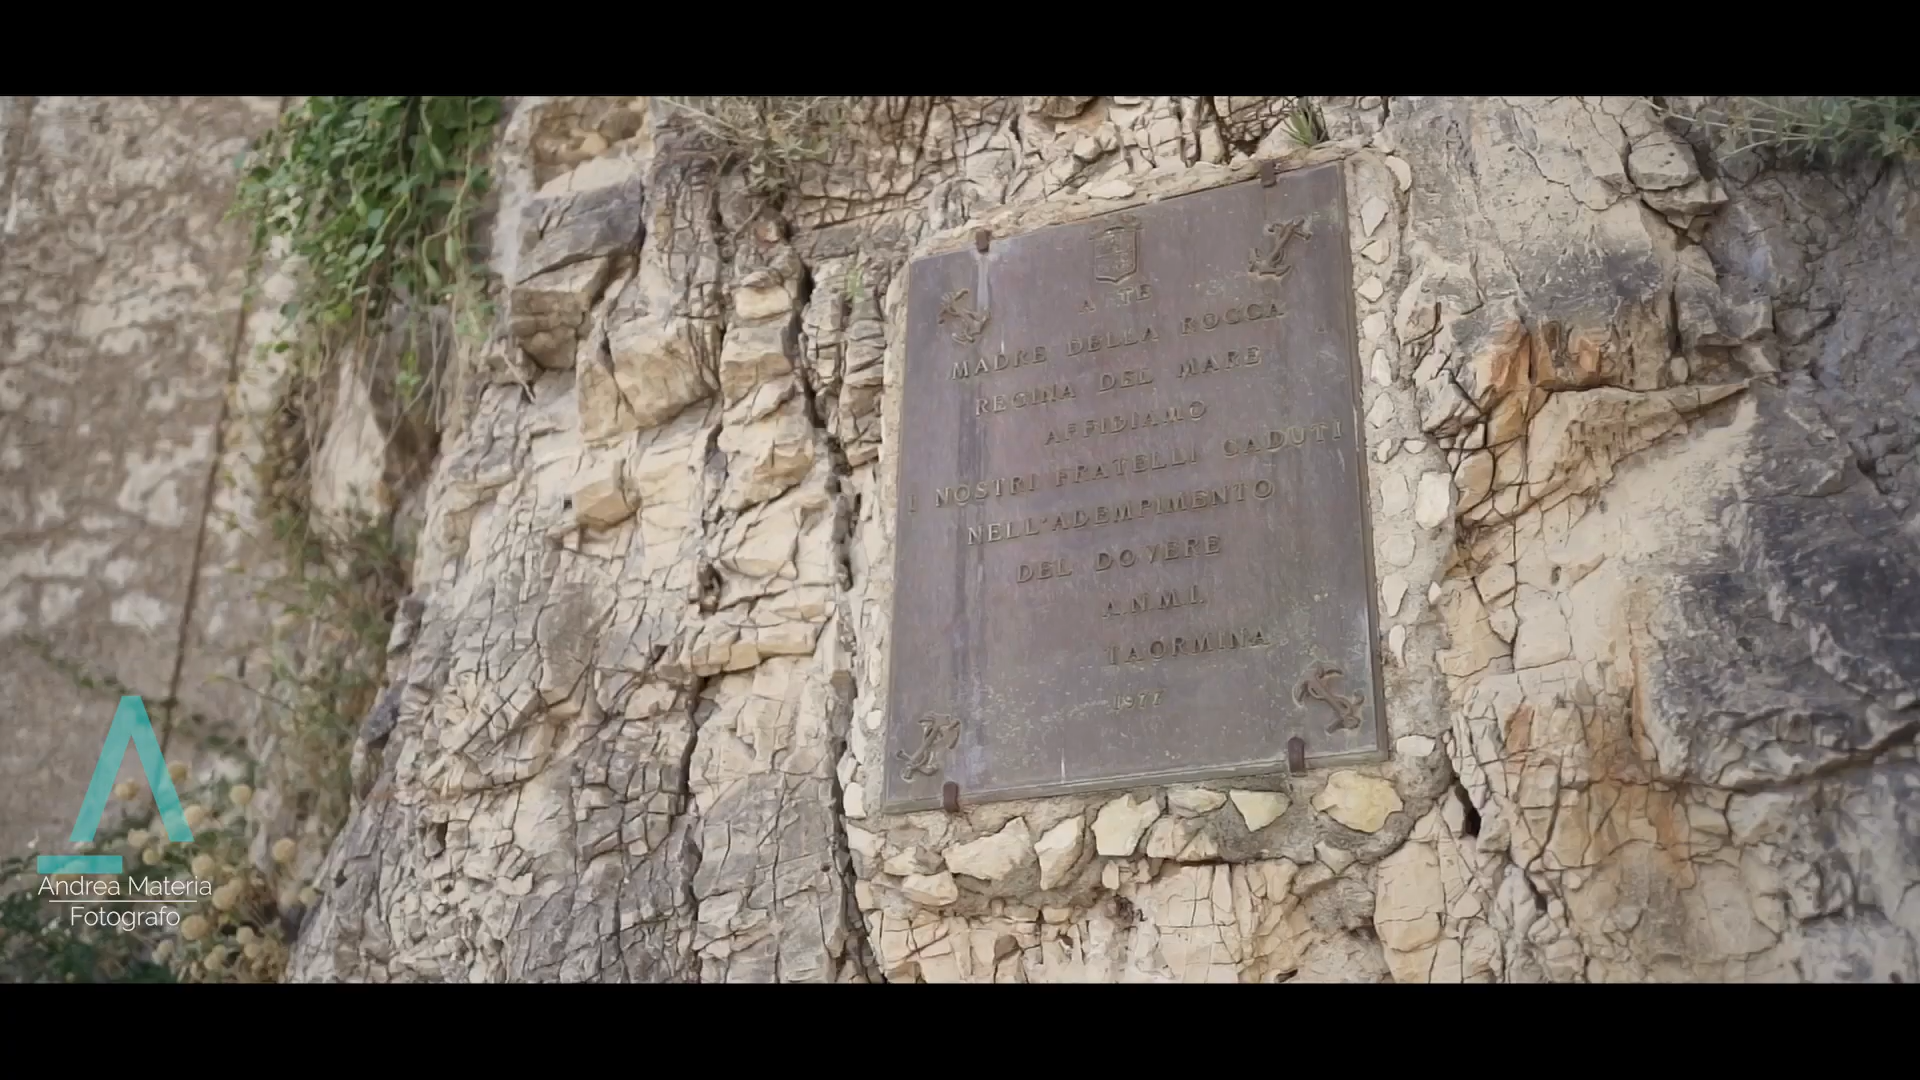 A TE
MADRE DELLA ROCCA
REGINA DEL MARE
AFFIDIAMO
I NOSTRI FRATELLI CADUTI
NELL'ADEMPIMENTO
DEL DOVERE
A.N.M.I.
TAORMINA
1977
Andrea Materia
Fotografo